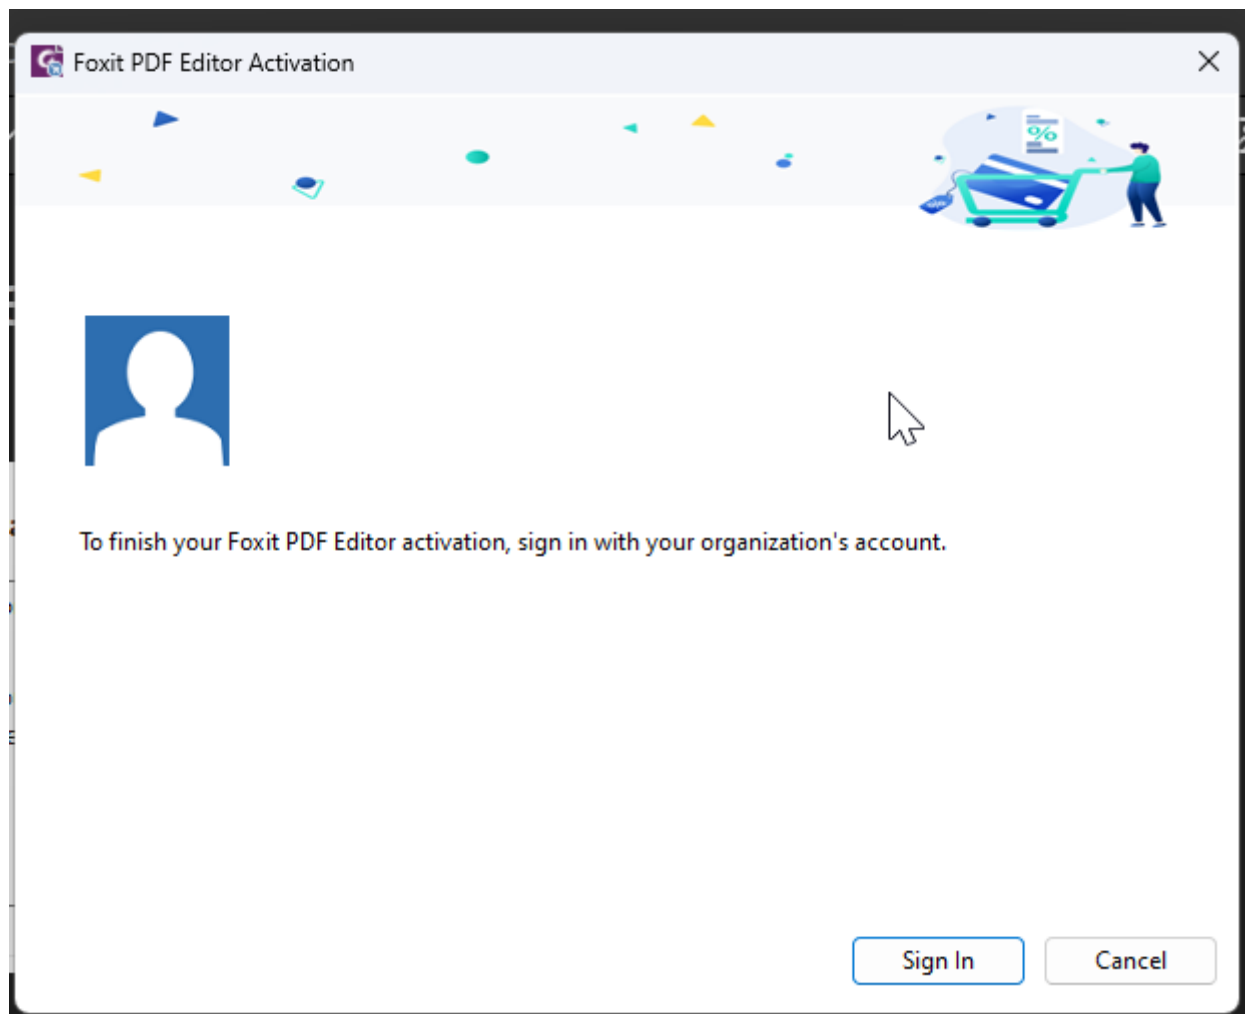 Foxit PDF Editor Activation
%
To finish your Foxit PDF Editor activation, sign in with your organization's account.
Sign In
Cancel